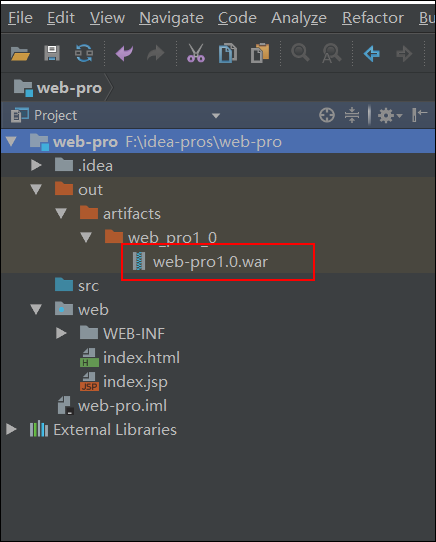 File Edit View Navigate Code Analyze Refactor Bu
web-pro
Project
web-pro F:\idea-pros\web-pro
.idea
out
artifacts
web_pro1_0
web-pro1.0.war
src
web
WEB-INF
index.html
index.jsp
web-pro.iml
External Libraries